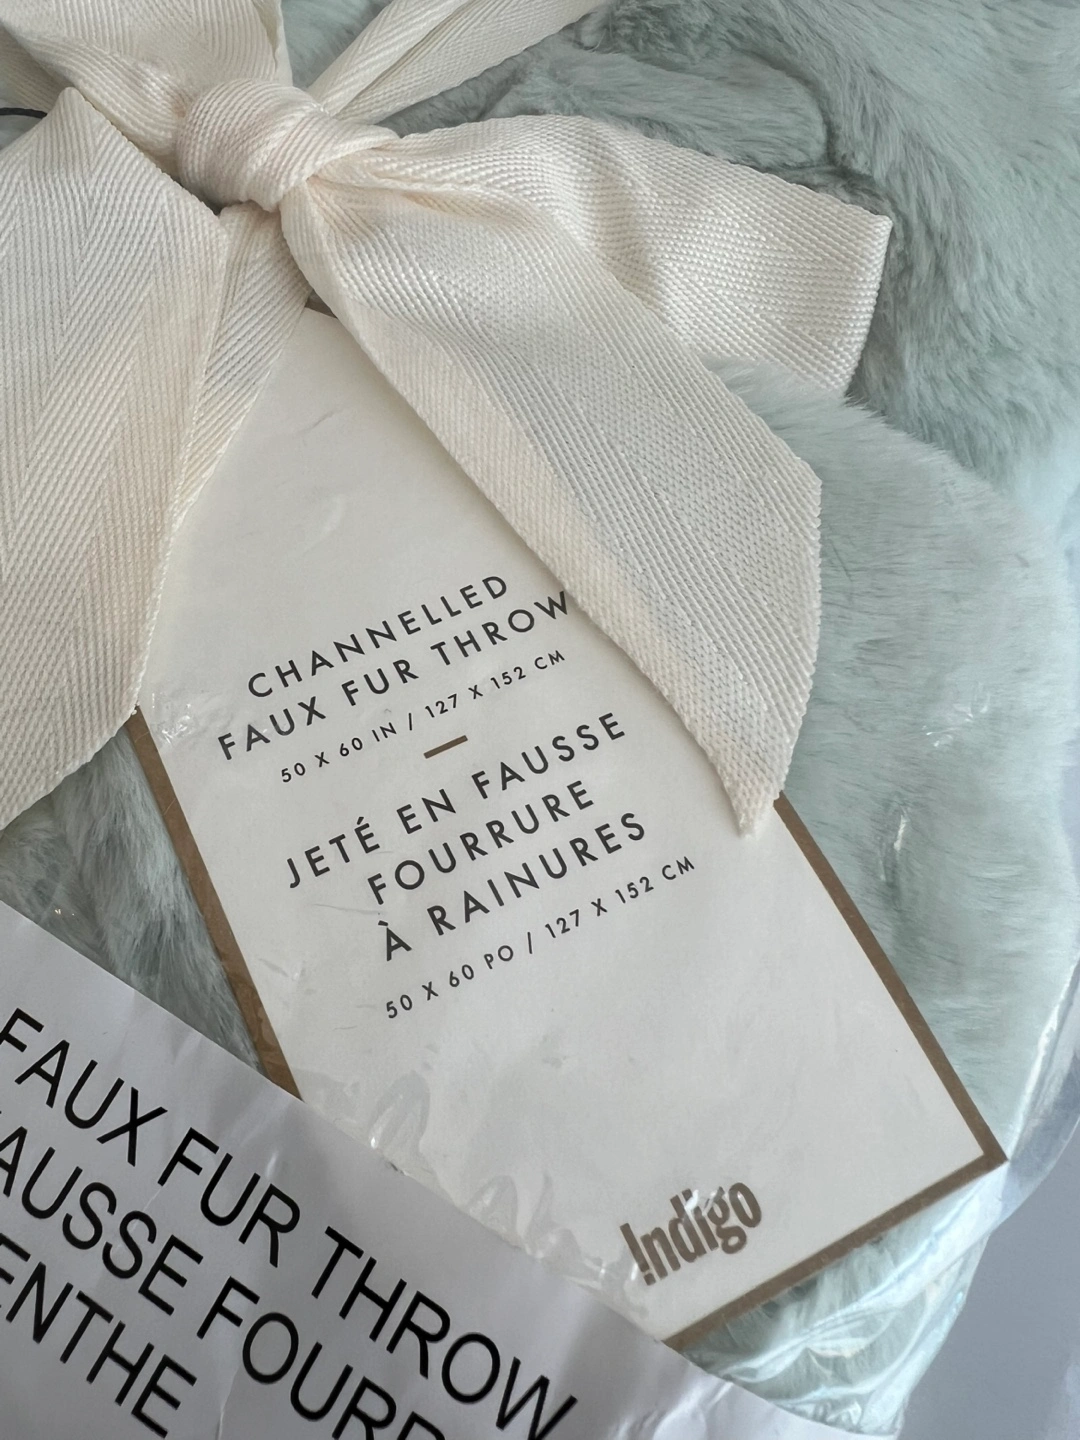 CHANNELLED
FAUX FUR THROW
50 X 60 IN / 127 X 152 CM
JETÉ EN FAUSSE
FOURRURE
À RAINURES
50 X 60 PO / 127 X 152 CM
!ndigo
FAUX FUR THROW
AUSSE FOURR
ENTHE